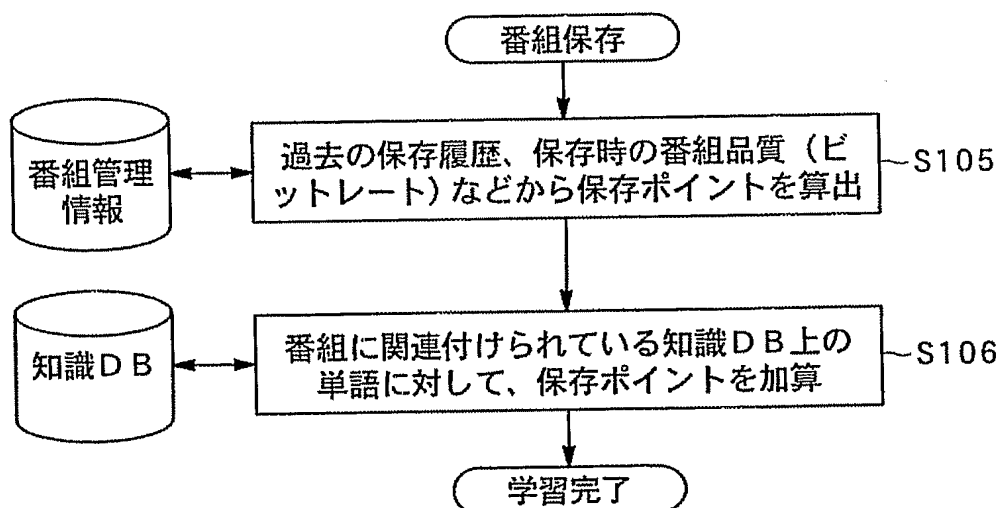 番組保存
番組管理
情報
過去の保存履歴、保存時の番組品質（ビ
ットレート）などから保存ポイントを算出
S105
知識ＤＢ
番組に関連付けられている知識ＤＢ上の
単語に対して、保存ポイントを加算
S106
学習完了